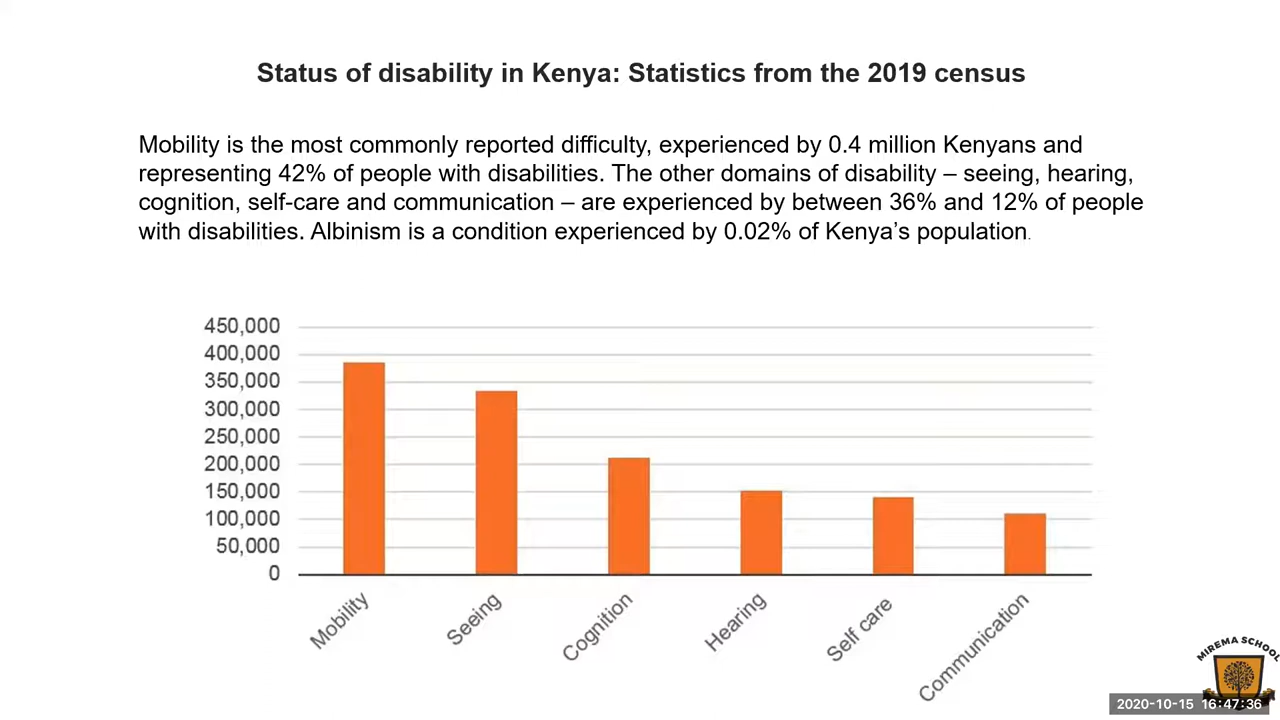 Status of disability in Kenya: Statistics from the 2019 census
Mobility is the most commonly reported difficulty, experienced by 0.4 million Kenyans and
representing 42% of people with disabilities. The other domains of disability – seeing, hearing,
cognition, self-care and communication – are experienced by between 36% and 12% of people
with disabilities. Albinism is a condition experienced by 0.02% of Kenya’s population.
450,000
400,000
350,000
300,000
250,000
200,000
150,000
100,000
50,000
0
Mobility
Seeing
Cognition
Hearing
Self care
Communication
MIREMA SCHOOL
2020-10-15 16:47:36